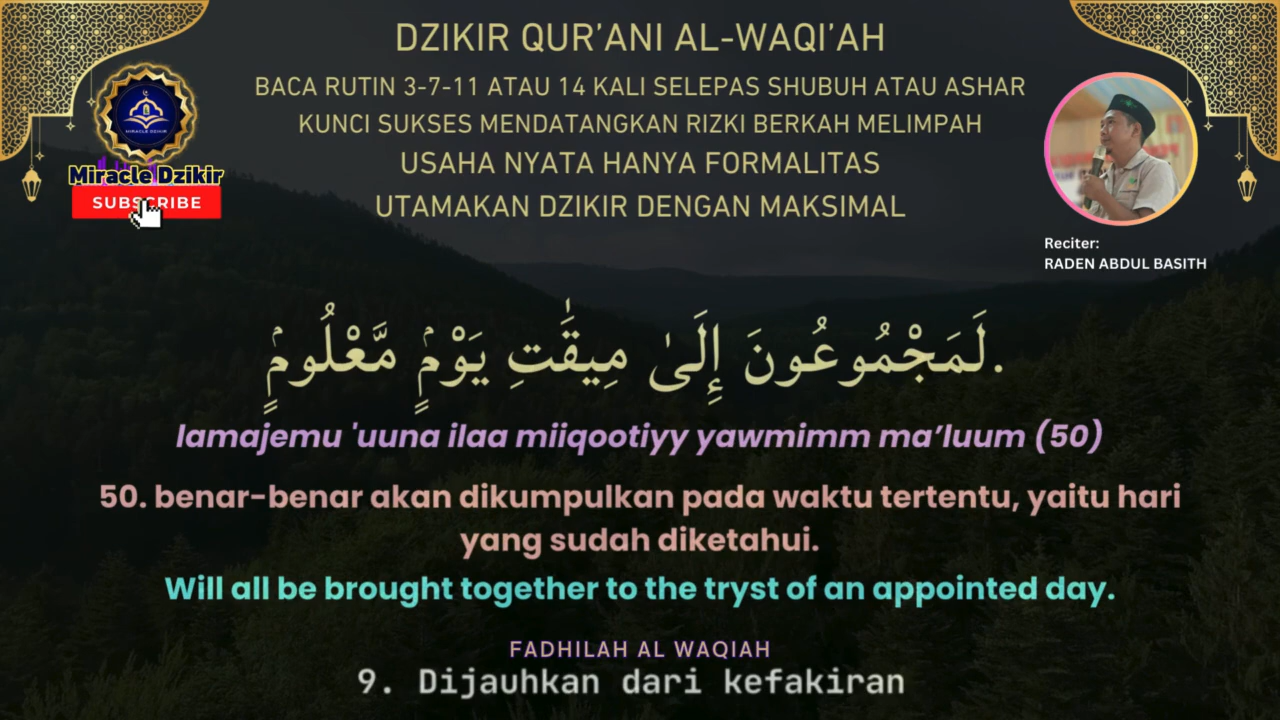 DZIKIR QUR’ANI AL-WAQI’AH
BACA RUTIN 3-7-11 ATAU 14 KALI SELEPAS SHUBUH ATAU ASHAR
KUNCI SUKSES MENDATANGKAN RIZKI BERKAH MELIMPAH
USAHA NYATA HANYA FORMALITAS
UTAMAKAN DZIKIR DENGAN MAKSIMAL
MIRACLE DZIKIR
Miracle Dzikir
SUBSCRIBE
Reciter:
RADEN ABDUL BASITH
لَمَجْمُوعُونَ إِلَىٰ مِيقَٰتِ يَوْمٍۢ مَّعْلُومٍۢ.
lamajemu 'uuna ilaa miiqootiyy yawmimm ma’luum (50)
50. benar-benar akan dikumpulkan pada waktu tertentu, yaitu hari
yang sudah diketahui.
Will all be brought together to the tryst of an appointed day.
FADHILAH AL WAQIAH
9. Dijauhkan dari kefakiran